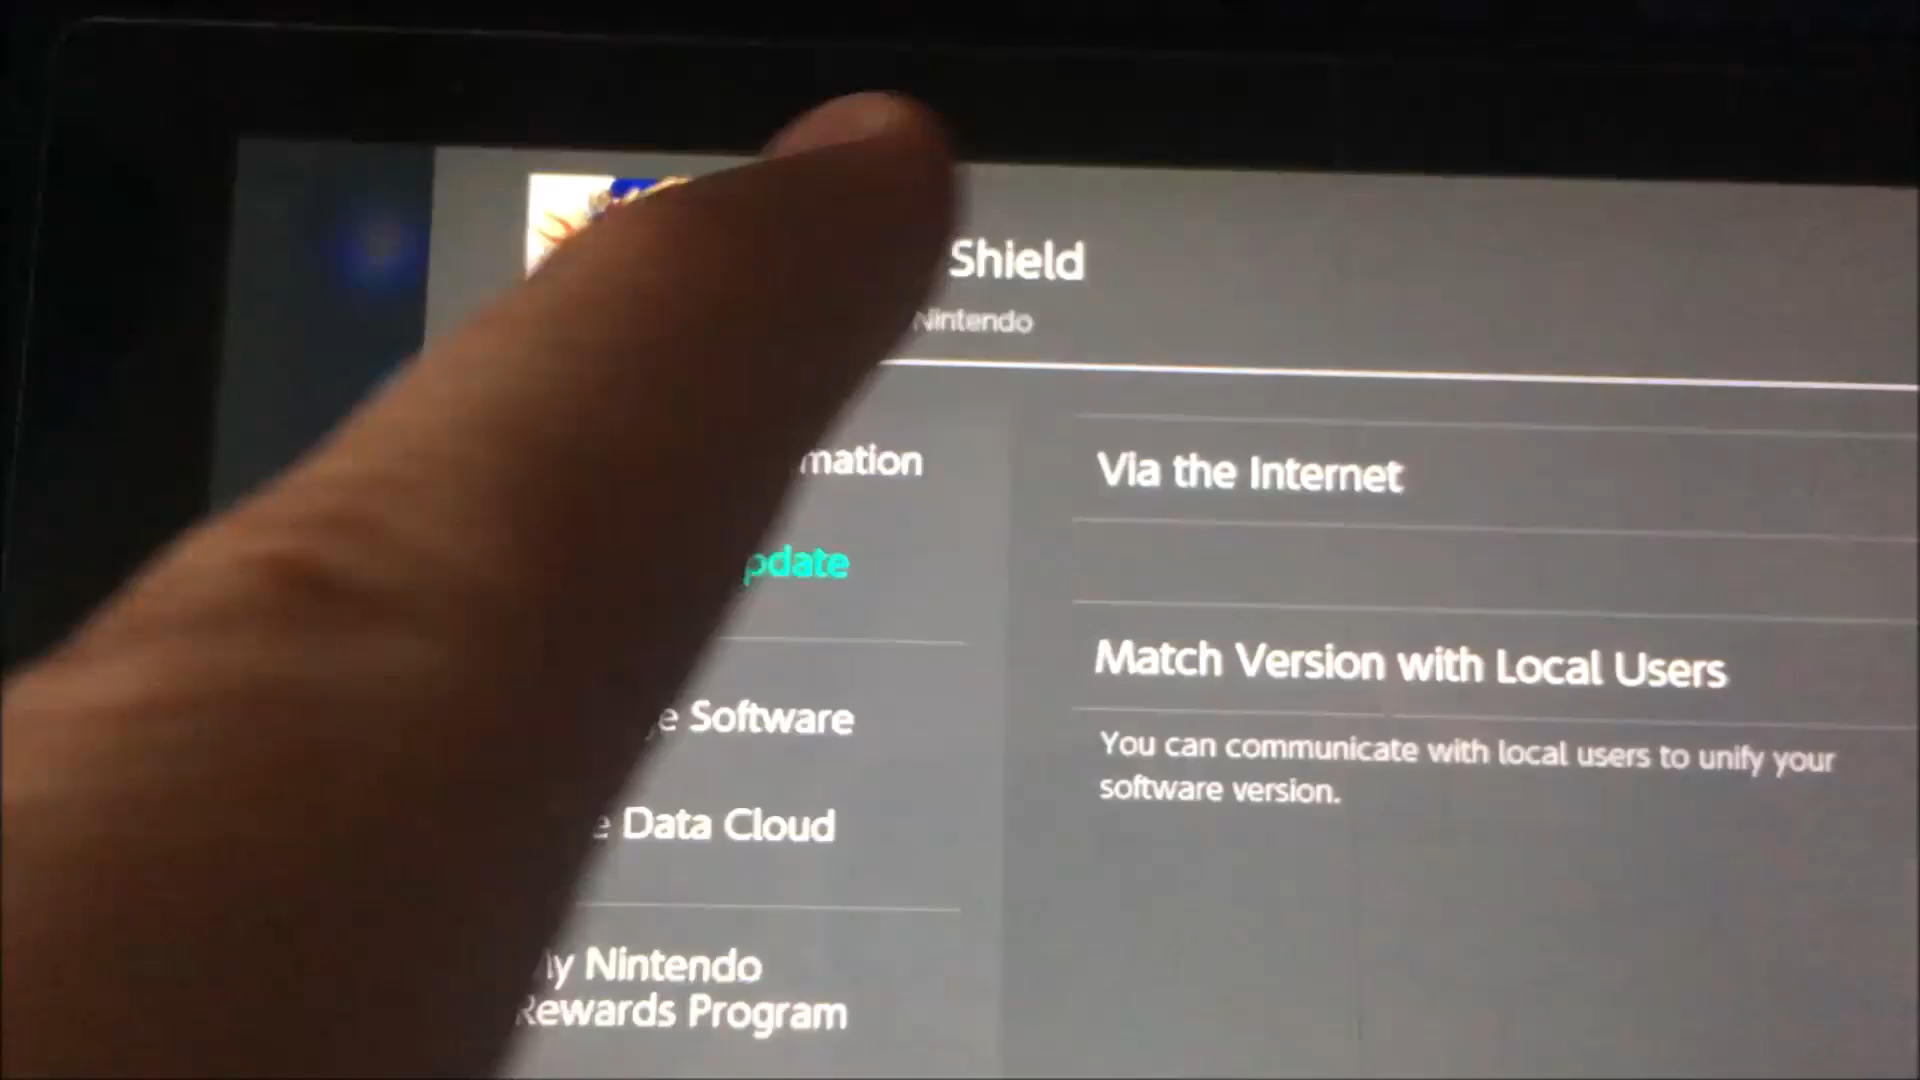 Shield
Nintendo
mation
pdate
e Software
e Data Cloud
y Nintendo
Rewards Program
Via the Internet
Match Version with Local Users
You can communicate with local users to unify your
software version.